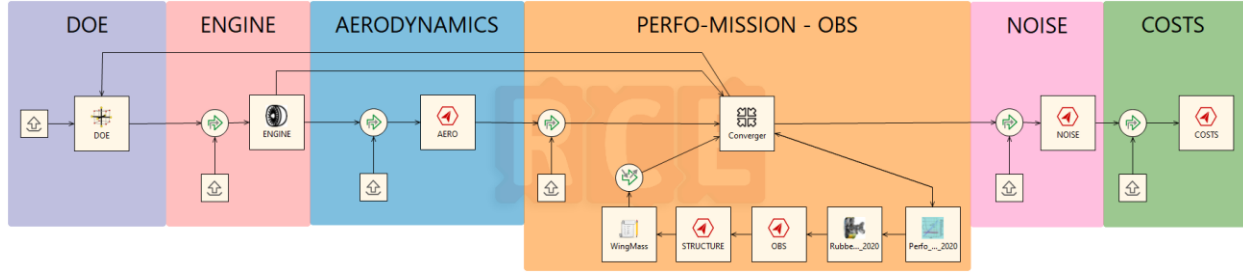 DOE
ENGINE
AERODYNAMICS
PERFO-MISSION - OBS
NOISE
COSTS
DOE
ENGINE
AERO
Converger
NOISE
COSTS
WingMass
STRUCTURE
OBS
Rubbe..._2020
Perfo_..._2020
RCE